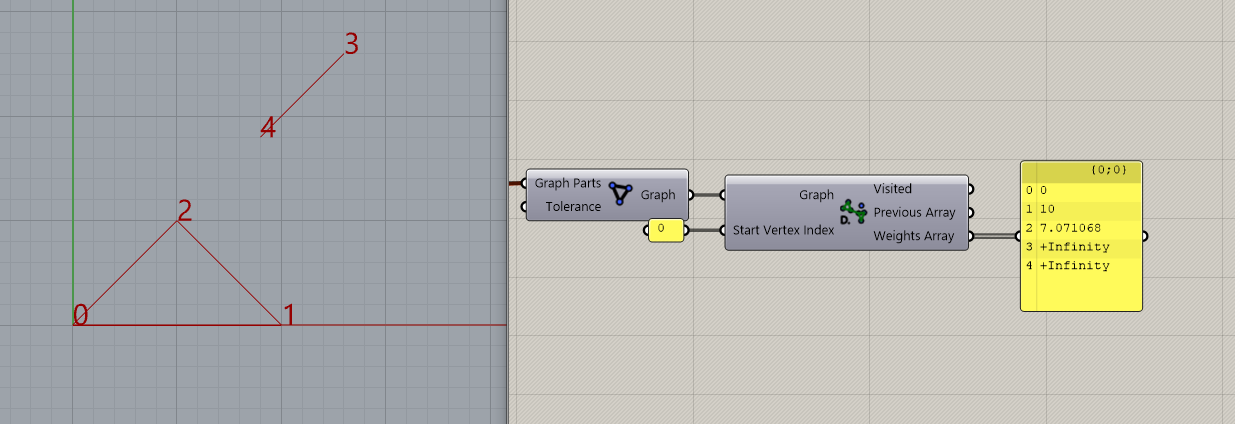 3
4
2
0
1
Graph Parts
Tolerance
Graph
0
Graph
Start Vertex Index
D.
Visited
Previous Array
Weights Array
{0;0}
0 0
1 10
2 7.071068
3 +Infinity
4 +Infinity